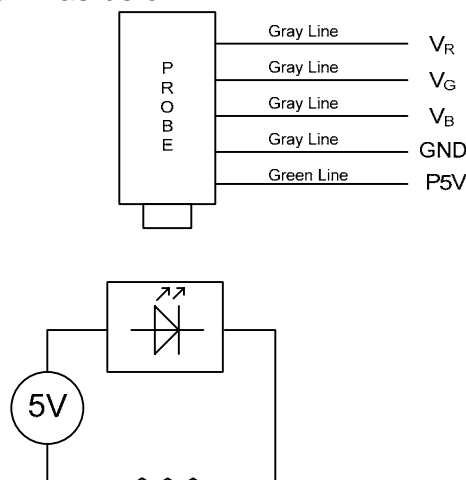 Gray Line
V_R
Gray Line
V_G
PROBE
Gray Line
V_B
Gray Line
GND
Green Line
P5V
5V